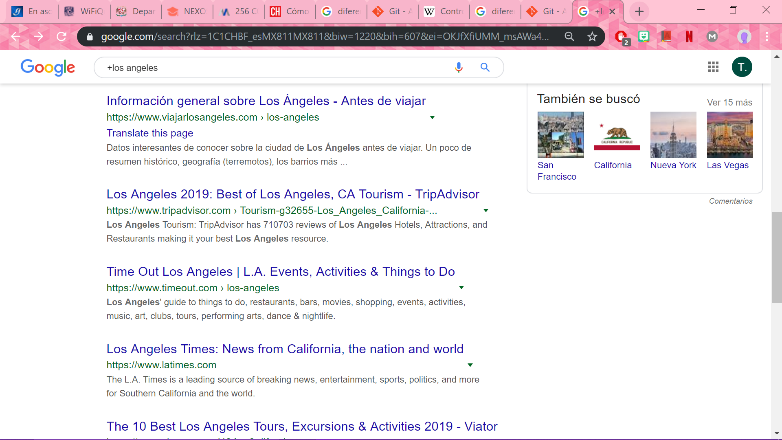 En asc
WiFiQ
Depar
NEXC
256 C
Cómo
difere
Git - A
Contr
difere
Git - A
+l
google.com/search?rlz=1C1CHBF_esMX811MX811&biw=1220&bih=607&ei=OKJfXfiUMM_msAWa4...
2
Google
+los angeles
T.
Información general sobre Los Ángeles - Antes de viajar
https://www.viajarlosangeles.com › los-angeles
Translate this page
Datos interesantes de conocer sobre la ciudad de Los Ángeles antes de viajar. Un poco de
resumen histórico, geografía (terremotos), los barrios más ...
Los Angeles 2019: Best of Los Angeles, CA Tourism - TripAdvisor
https://www.tripadvisor.com › Tourism-g32655-Los_Angeles_California-...
Los Angeles Tourism: TripAdvisor has 710703 reviews of Los Angeles Hotels, Attractions, and
Restaurants making it your best Los Angeles resource.
Time Out Los Angeles | L.A. Events, Activities & Things to Do
https://www.timeout.com › los-angeles
Los Angeles' guide to things to do, restaurants, bars, movies, shopping, events, activities,
music, art, clubs, tours, performing arts, dance & nightlife.
Los Angeles Times: News from California, the nation and world
https://www.latimes.com
The L.A. Times is a leading source of breaking news, entertainment, sports, politics, and more
for Southern California and the world.
The 10 Best Los Angeles Tours, Excursions & Activities 2019 - Viator
También se buscó
Ver 15 más
San
Francisco
California
Nueva York
Las Vegas
Comentarios